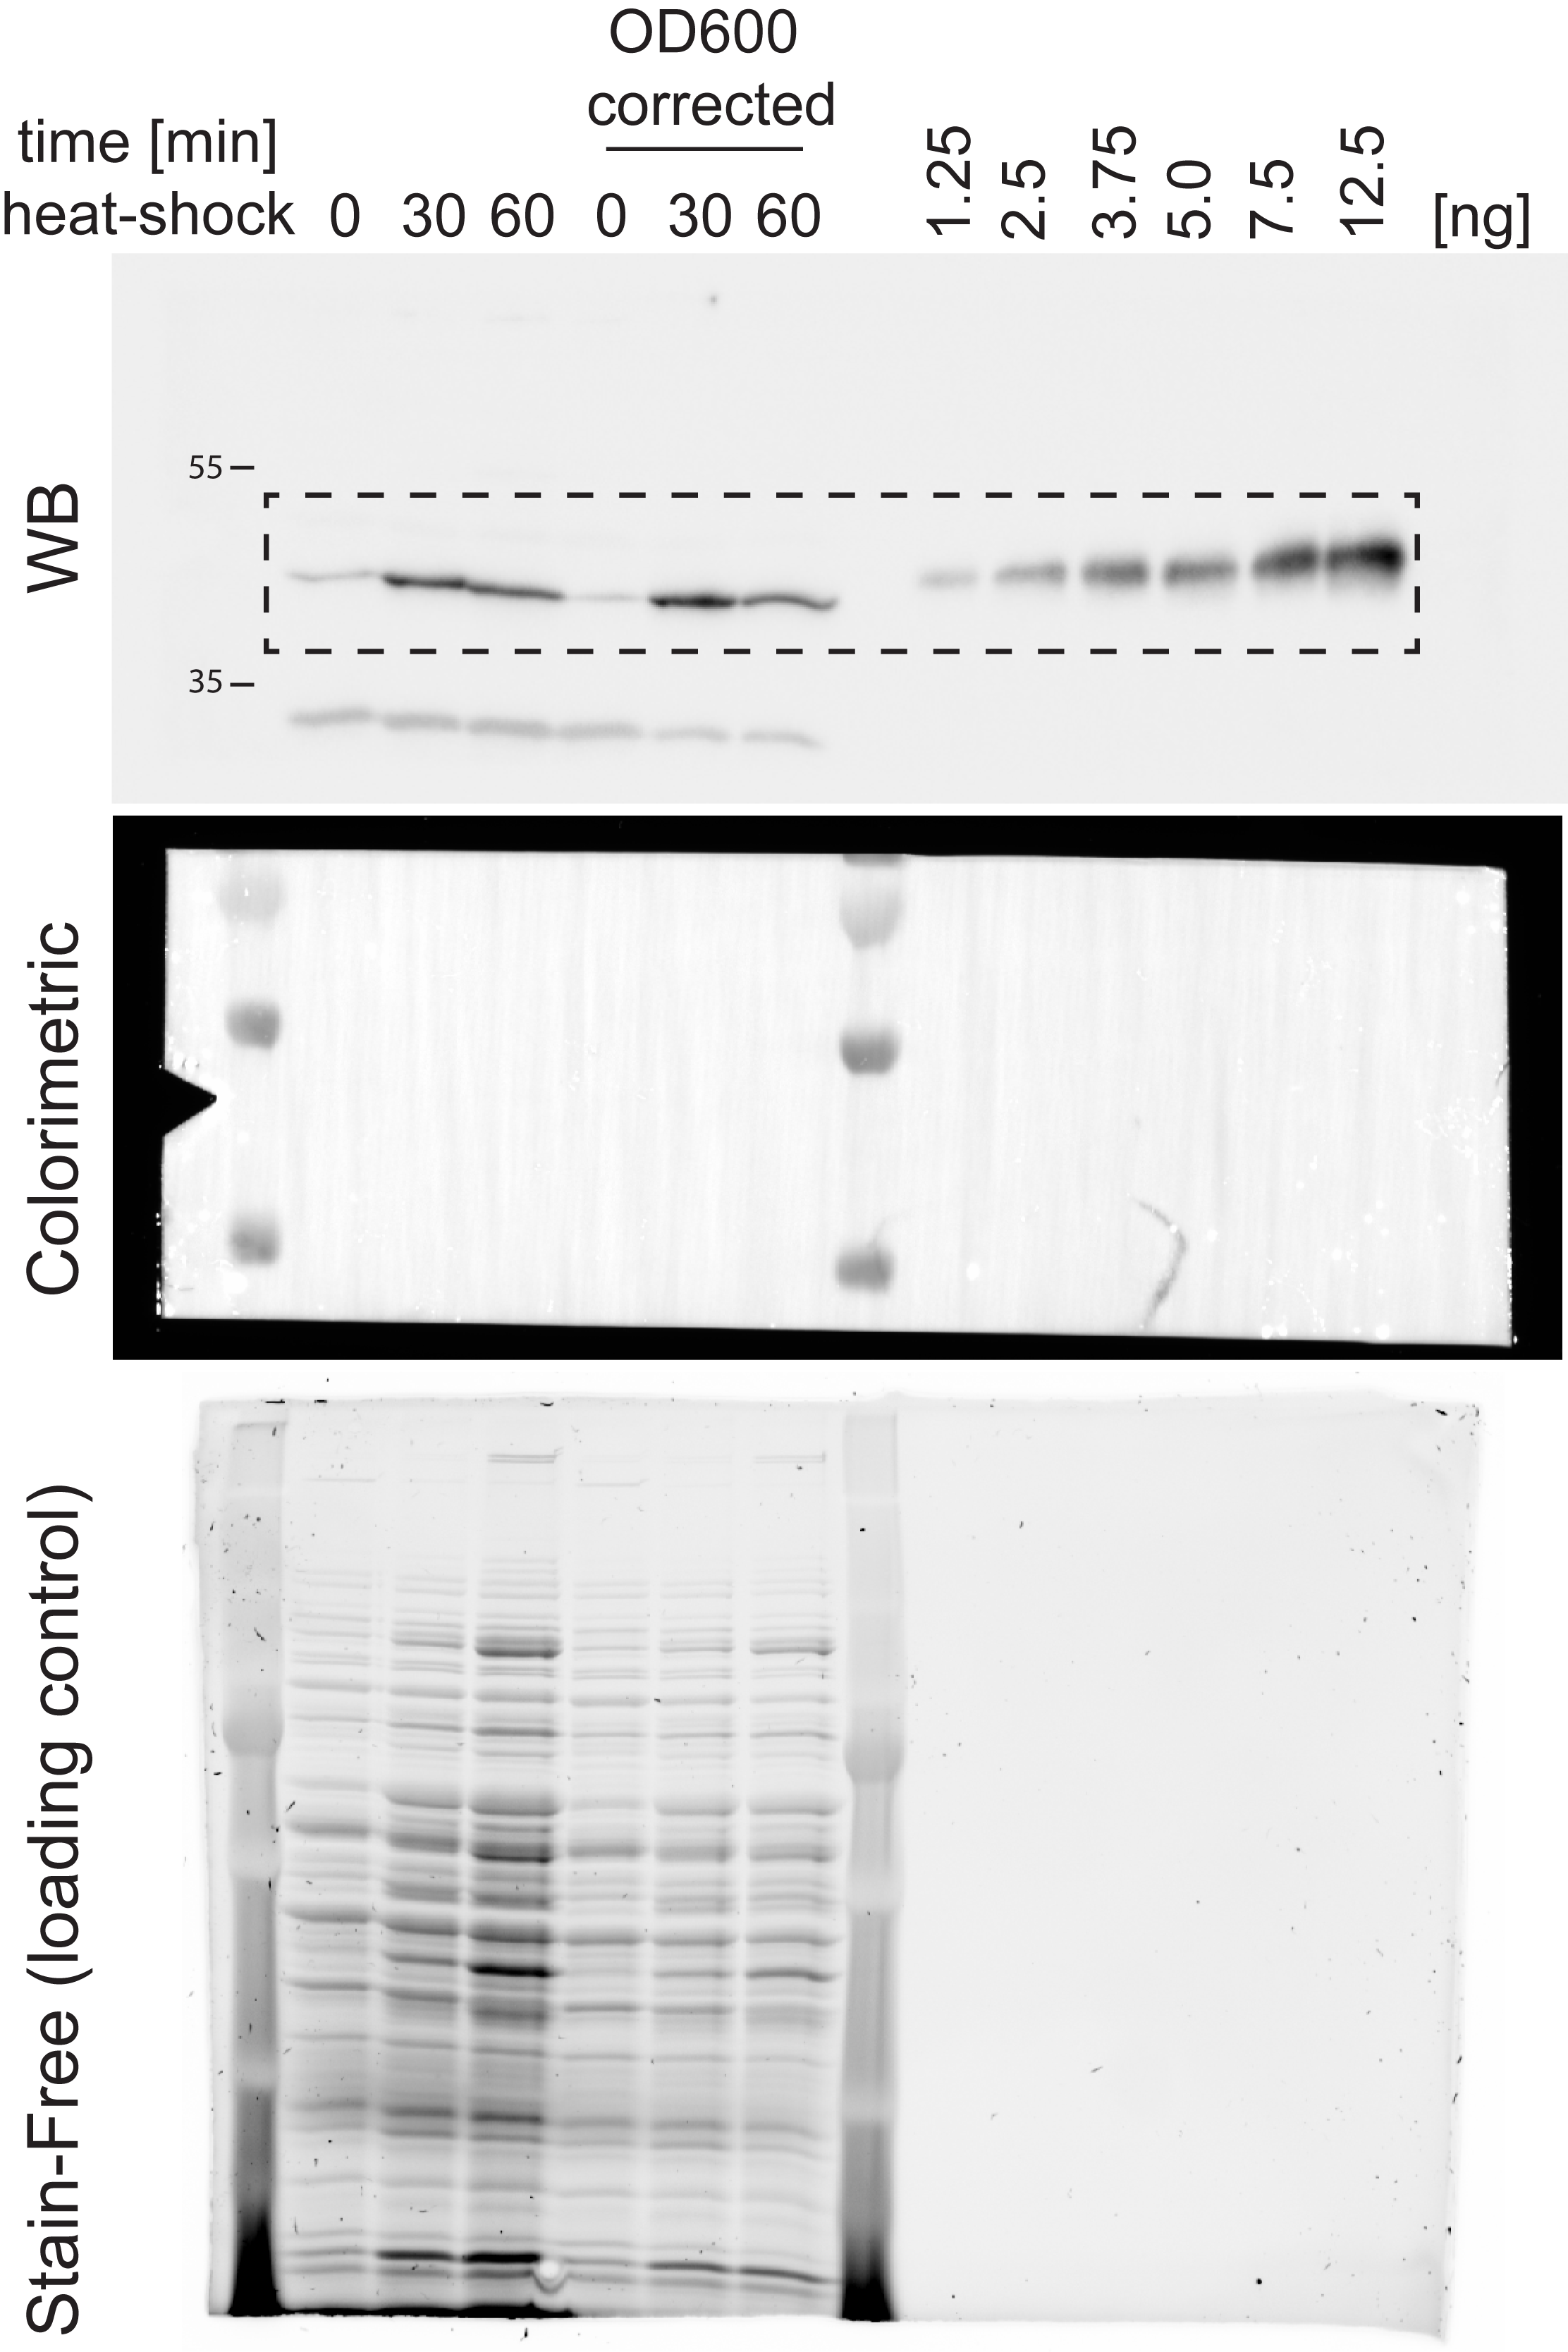 OD600
corrected
time [min]
heat-shock 0 30 60 0 30 60 1.25 2.5 3.75 5.0 7.5 12.5 [ng]
WB
55
35
Colorimetric
Stain-Free (loading control)